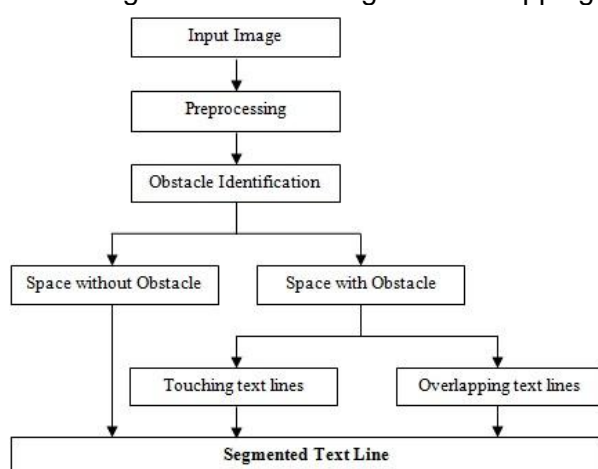 Input Image
Preprocessing
Obstacle Identification
Space without Obstacle
Space with Obstacle
Touching text lines
Overlapping text lines
Segmented Text Line